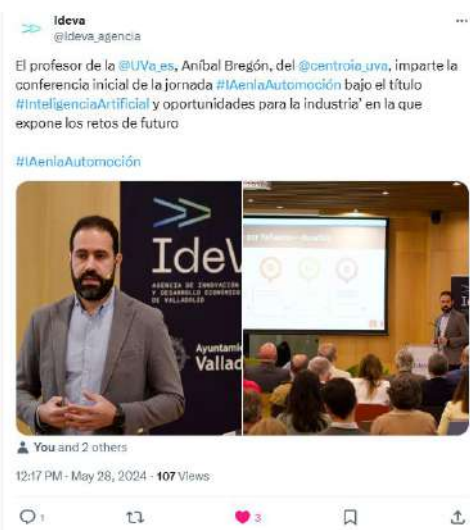 Ideva
@Ideva_agencia
El profesor de la @UVa_es, Aníbal Bregón, del @centroia_uva, imparte la
conferencia inicial de la jornada #IAenlaAutomoción bajo el título
#InteligenciaArtificial y oportunidades para la industria' en la que
expone los retos de futuro
#IAenlaAutomoción
IdeV
AGENCIA DE INNOVACIÓN
Y DESARROLLO ECONÓMICO
DE VALLADOLID
Ayuntamie
Vallad
por Refuerzo
You and 2 others
12:17 PM · May 28, 2024 · 107 Views
1
3